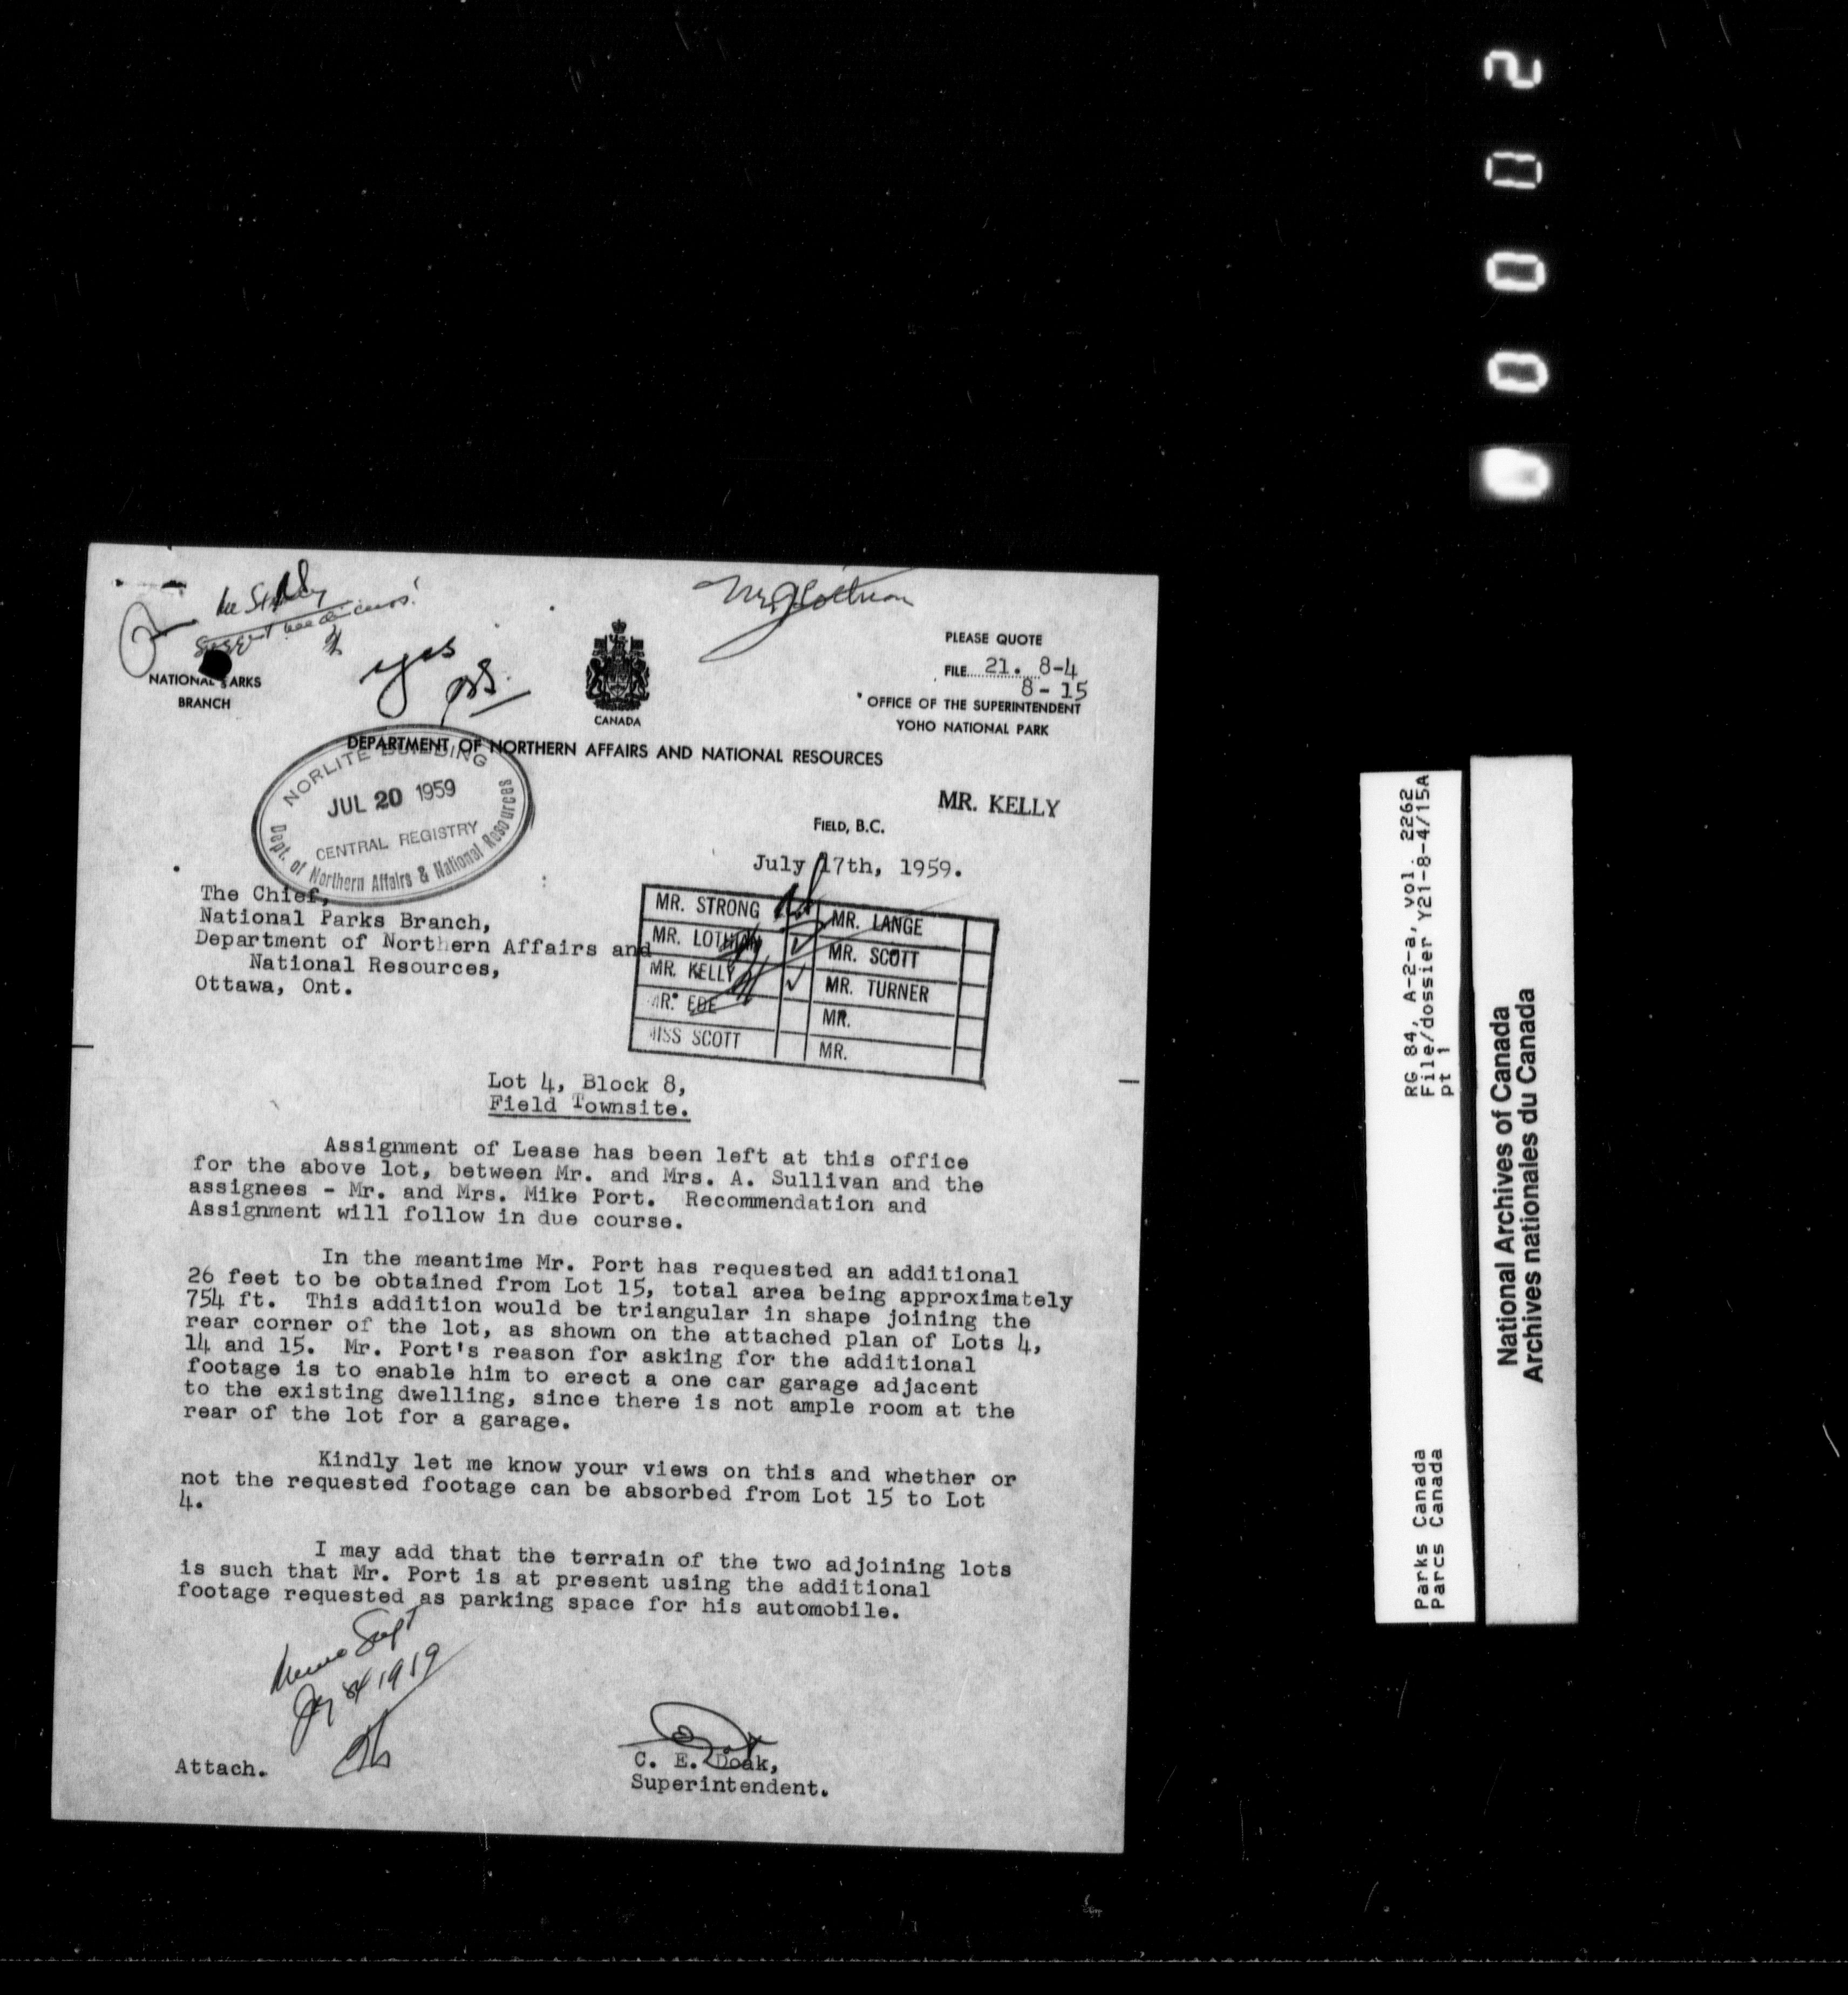 Mr. Lothian
yes
PLEASE QUOTE
FILE 21. 8-4
8-15
NATIONAL PARKS
BRANCH
OFFICE OF THE SUPERINTENDENT
YOHO NATIONAL PARK
CANADA
DEPARTMENT OF NORTHERN AFFAIRS AND NATIONAL RESOURCES
NORLITE BUILDING
JUL 20 1959
CENTRAL REGISTRY
Dept. of Northern Affairs & National Resources
MR. KELLY
FIELD, B.C.
July 17th, 1959.
The Chief,
National Parks Branch,
Department of Northern Affairs and
National Resources,
Ottawa, Ont.
MR. STRONG MR. LANGE
MR. LOTHIAN MR. SCOTT
MR. KELLY MR. TURNER
MR. EDE MR.
MISS SCOTT MR.
Lot 4, Block 8,
Field Townsite.
Assignment of Lease has been left at this office
for the above lot, between Mr. and Mrs. A. Sullivan and the
assignees - Mr. and Mrs. Mike Port. Recommendation and
Assignment will follow in due course.
In the meantime Mr. Port has requested an additional
26 feet to be obtained from Lot 15, total area being approximately
754 ft. This addition would be triangular in shape joining the
rear corner of the lot, as shown on the attached plan of Lots 4,
14 and 15. Mr. Port's reason for asking for the additional
footage is to enable him to erect a one car garage adjacent
to the existing dwelling, since there is not ample room at the
rear of the lot for a garage.
Kindly let me know your views on this and whether or
not the requested footage can be absorbed from Lot 15 to Lot
4.
I may add that the terrain of the two adjoining lots
is such that Mr. Port is at present using the additional
footage requested as parking space for his automobile.
Memo Supt
Attach.
C. E. Doak,
Superintendent.
RG 84, A-2-a, vol. 2262
File/dossier Y21-8-4/15A
pt 1
Parks Canada
Parcs Canada
National Archives of Canada
Archives nationales du Canada
0 0 0 2